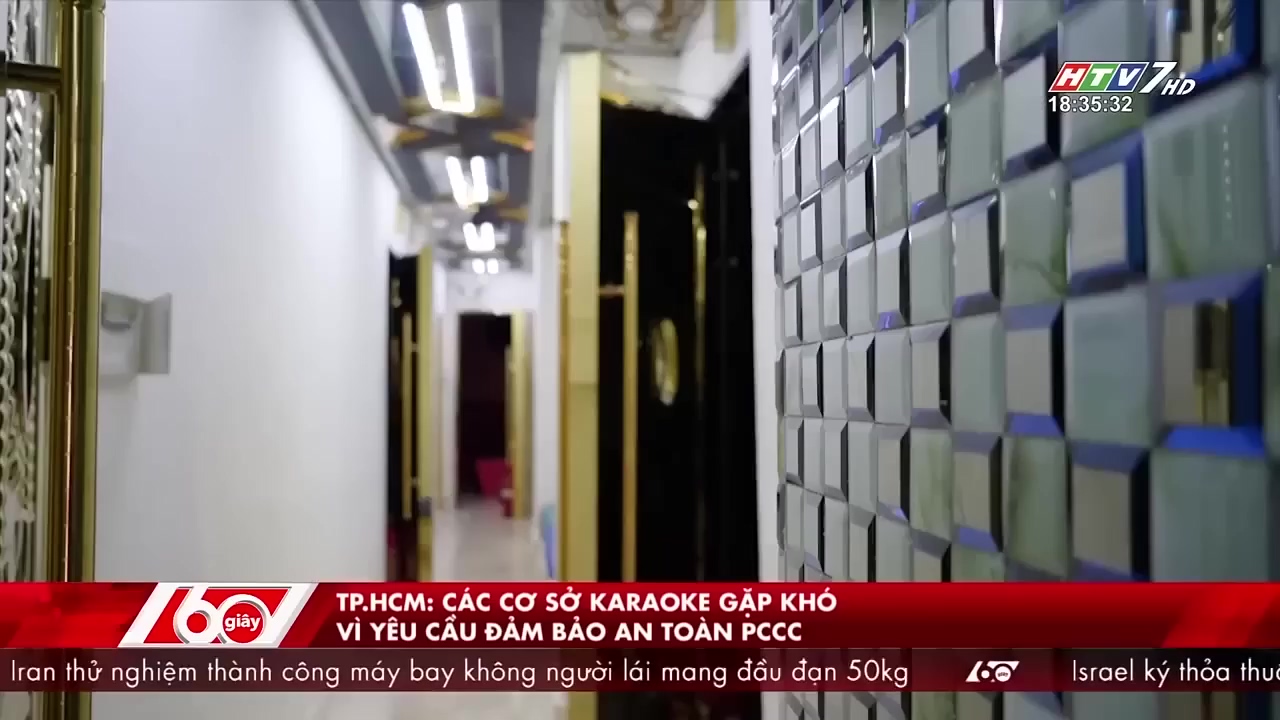 HTV7 HD
18:35:32
60 giây
TP.HCM: CÁC CƠ SỞ KARAOKE GẶP KHÓ
VÌ YÊU CẦU ĐẢM BẢO AN TOÀN PCCC
Iran thử nghiệm thành công máy bay không người lái mang đầu đạn 50kg 60 giây Israel ký thỏa